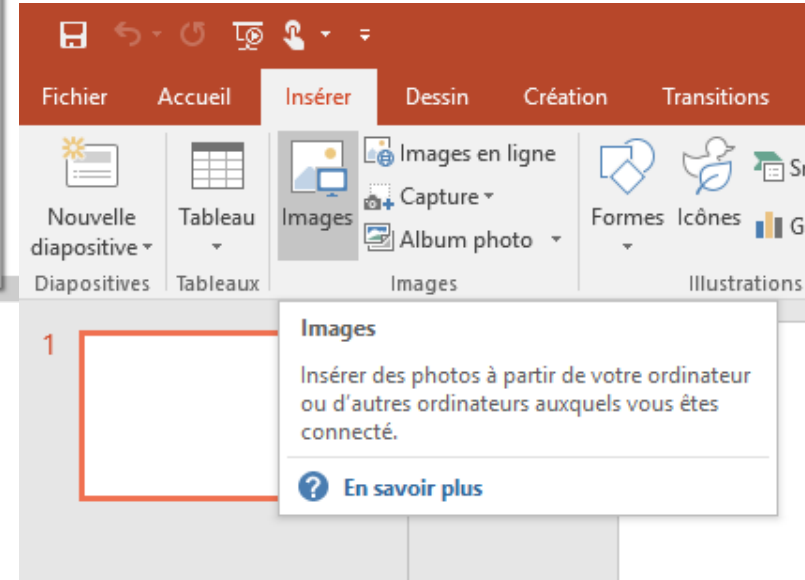 Fichier Accueil Insérer Dessin Création Transitions
Nouvelle
diapositive
Tableau
Images
Images en ligne
Capture
Album photo
Formes Icônes
Diapositives Tableaux Images Illustrations
1
Images
Insérer des photos à partir de votre ordinateur
ou d'autres ordinateurs auxquels vous êtes
connecté.
? En savoir plus